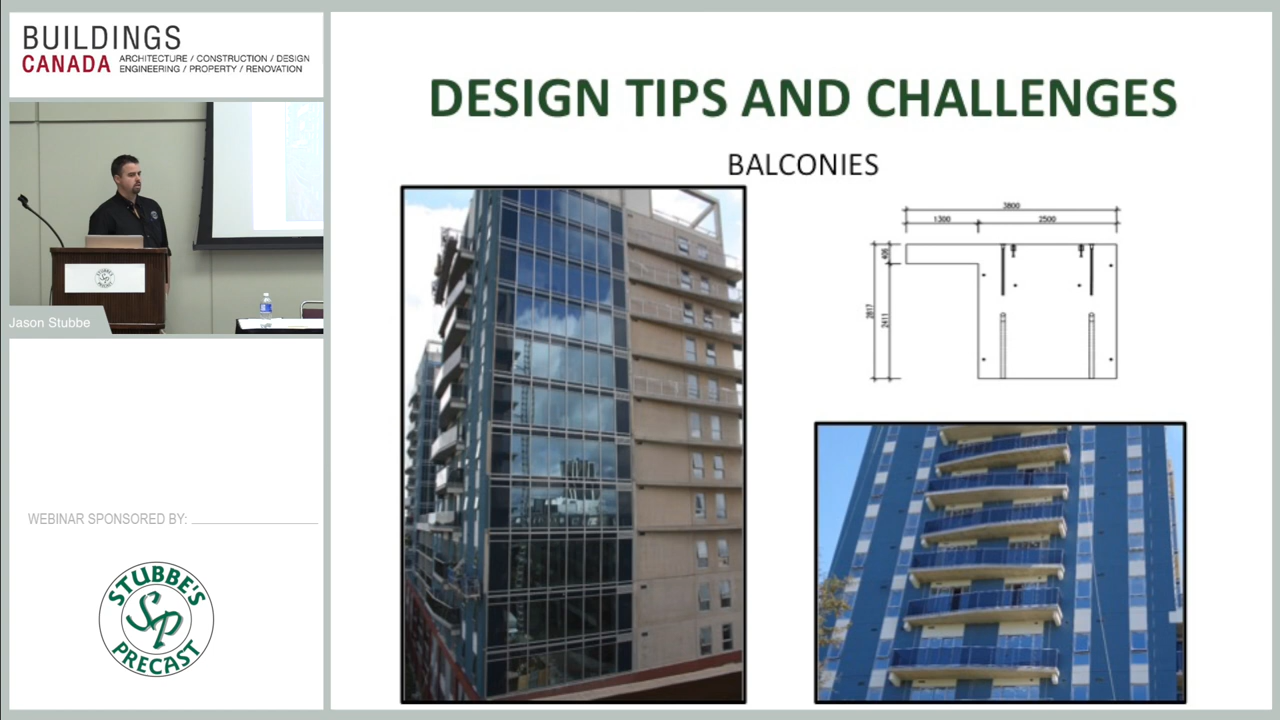 BUILDINGS
CANADA ARCHITECTURE / CONSTRUCTION / DESIGN
ENGINEERING / PROPERTY / RENOVATION
Jason Stubbe
WEBINAR SPONSORED BY:
STUBBE'S
SP
PRECAST
DESIGN TIPS AND CHALLENGES
BALCONIES
3800
1300 2500
406
2817
2411